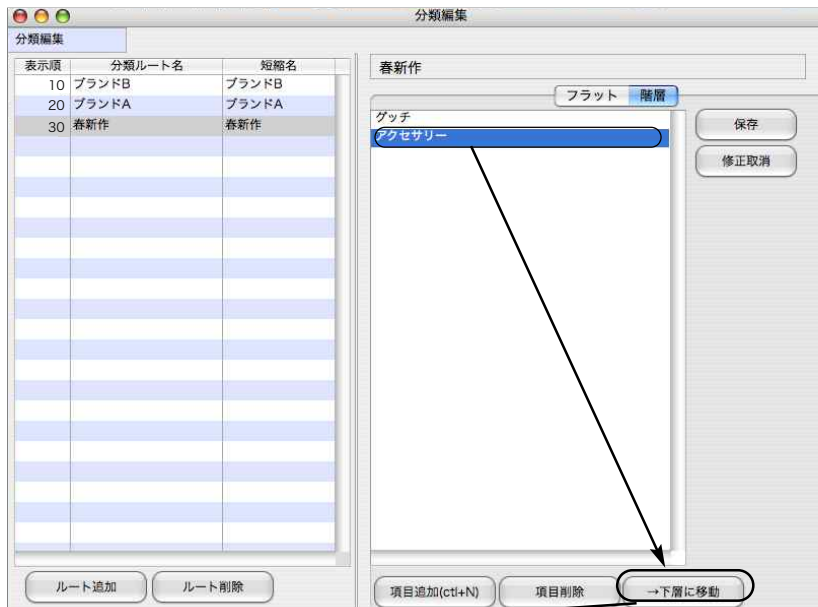 分類編集
分類編集
表示順 分類ルート名 短縮名
10 ブランドB ブランドB
20 ブランドA ブランドA
30 春新作 春新作
ルート追加 ルート削除
春新作
フラット 階層
グッチ
アクセサリー
保存
修正取消
項目追加(ctl+N) 項目削除 →下層に移動